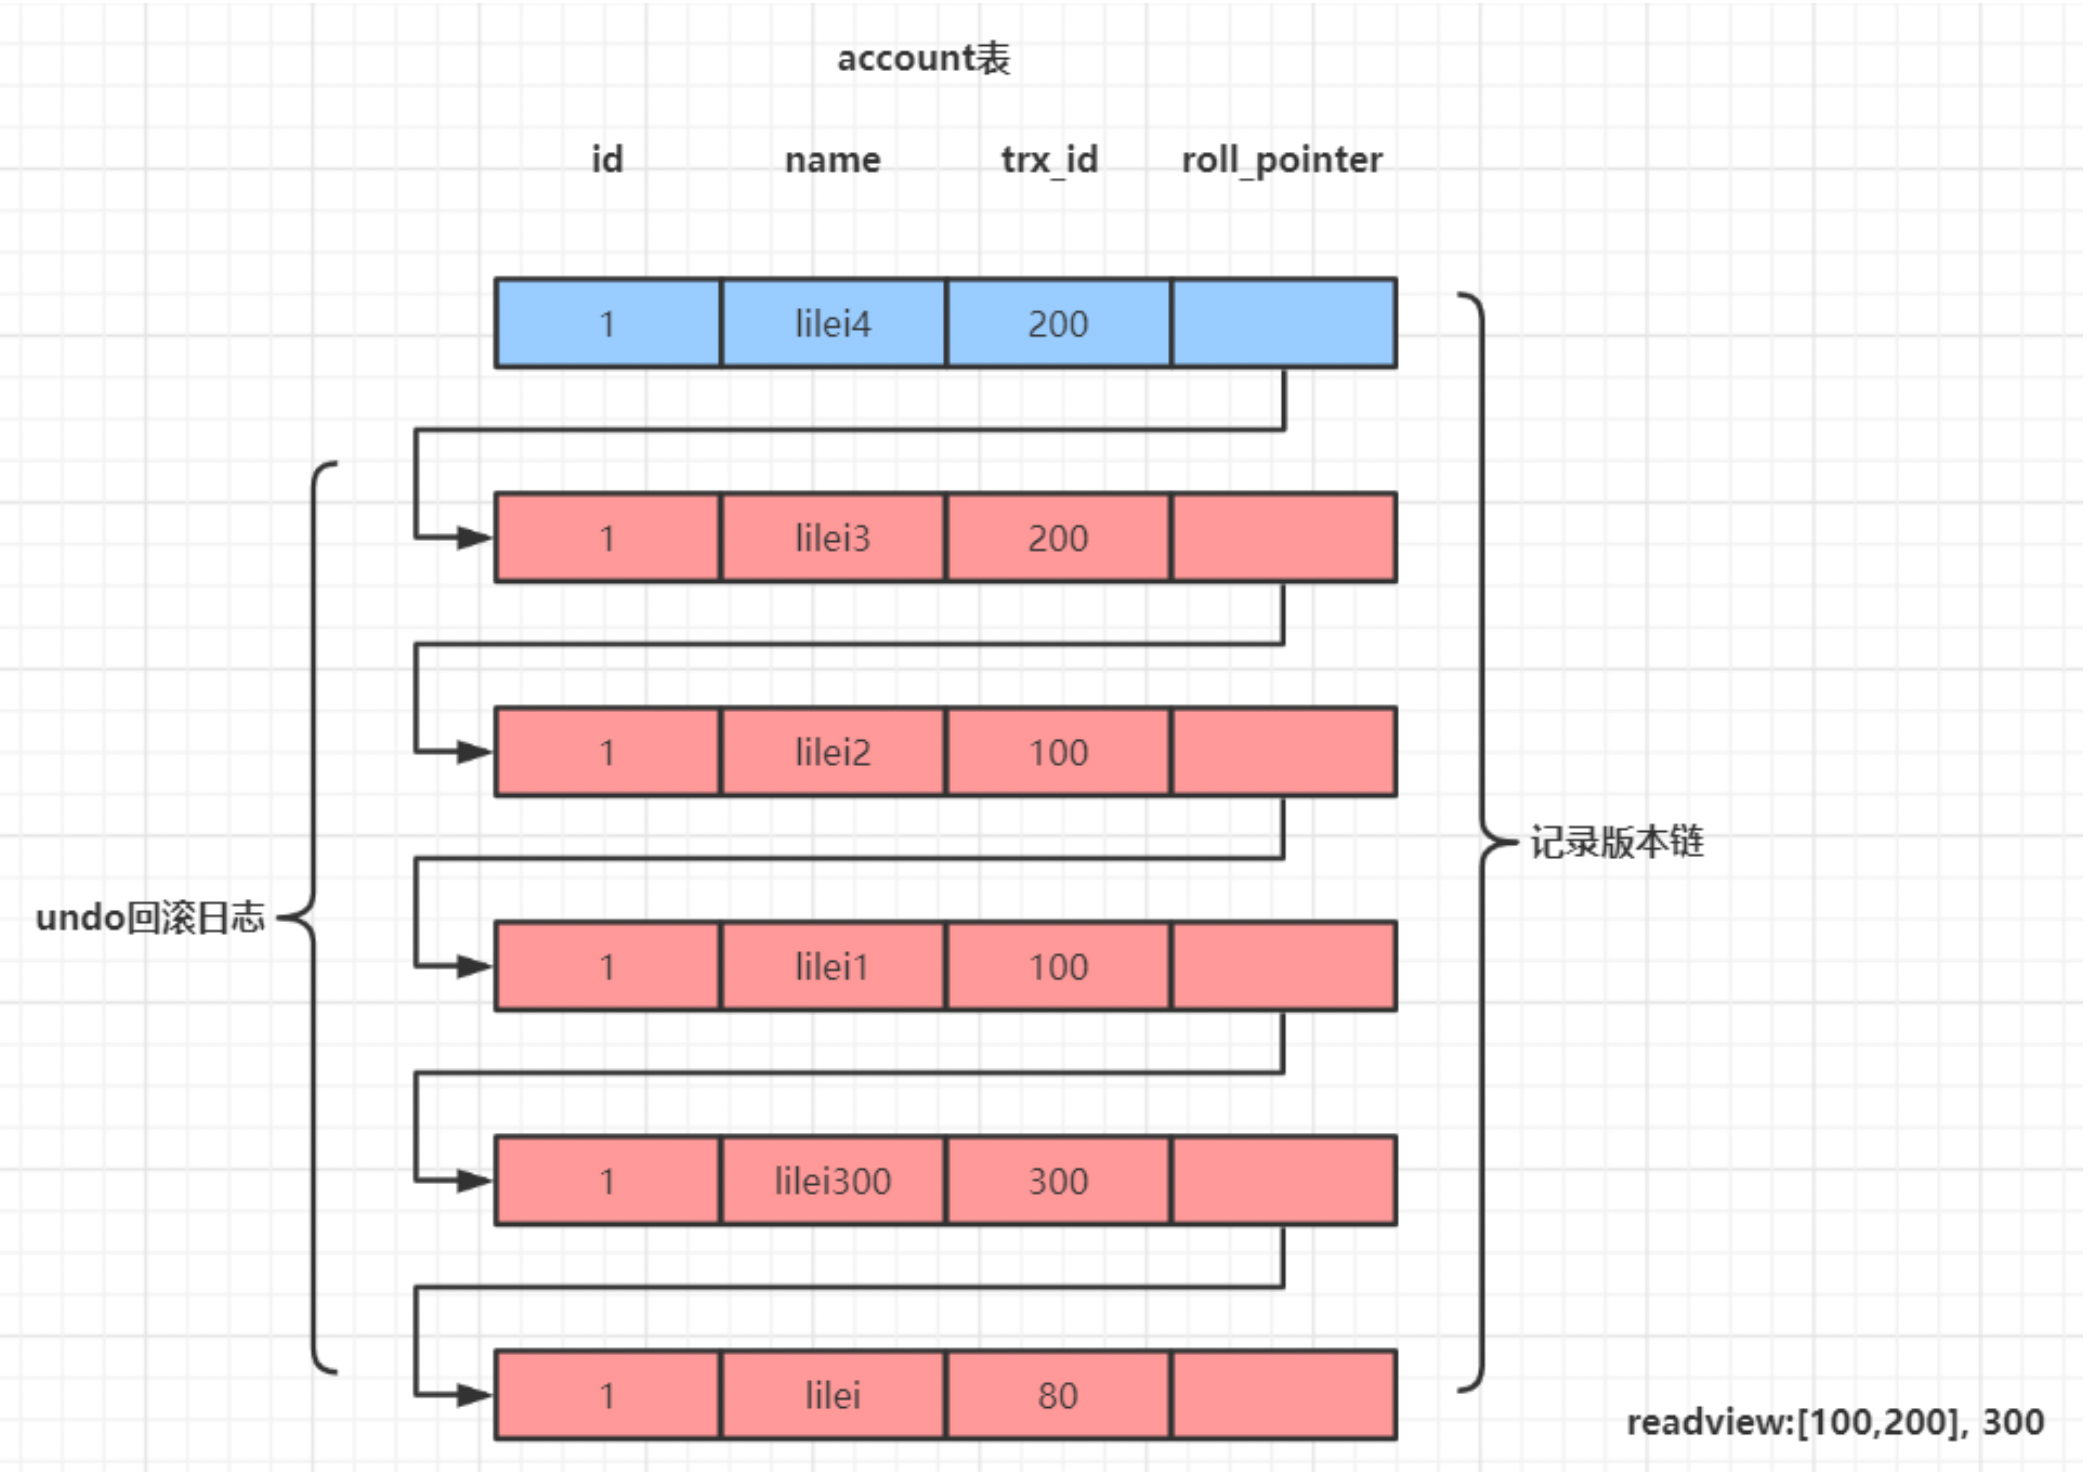 account表
id name trx_id roll_pointer
1 lilei4 200
1 lilei3 200
1 lilei2 100
记录版本链
undo回滚日志
1 lilei1 100
1 lilei300 300
1 lilei 80
readview:[100,200], 300